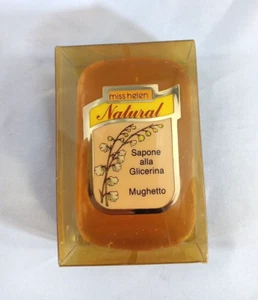 miss helen
Natural
Sapone
alla
Glicerina
Mughetto